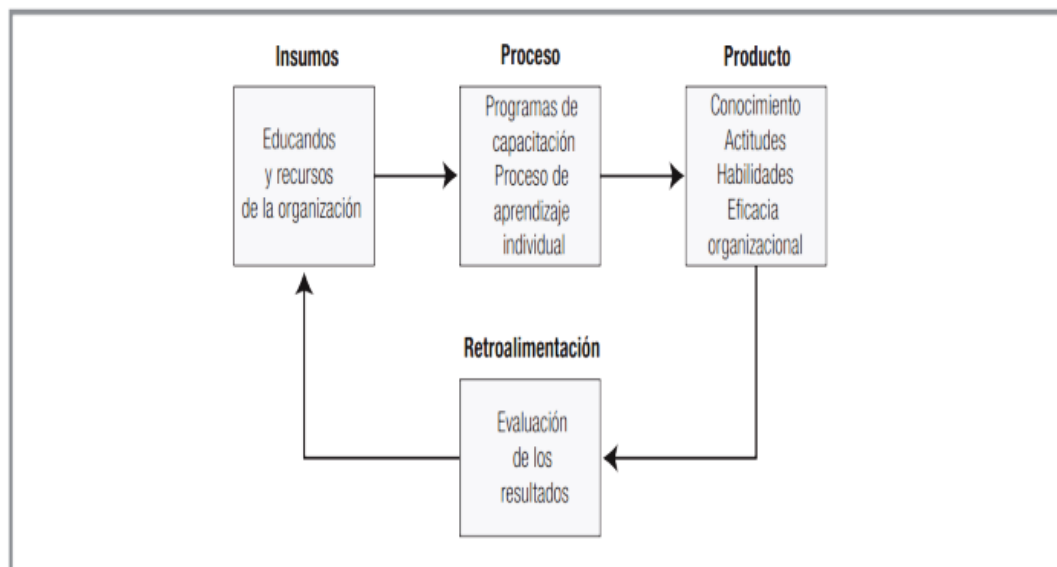 Insumos
Educandos
y recursos
de la organización
Proceso
Programas de
capacitación
Proceso de
aprendizaje
individual
Producto
Conocimiento
Actitudes
Habilidades
Eficacia
organizacional
Retroalimentación
Evaluación
de los
resultados